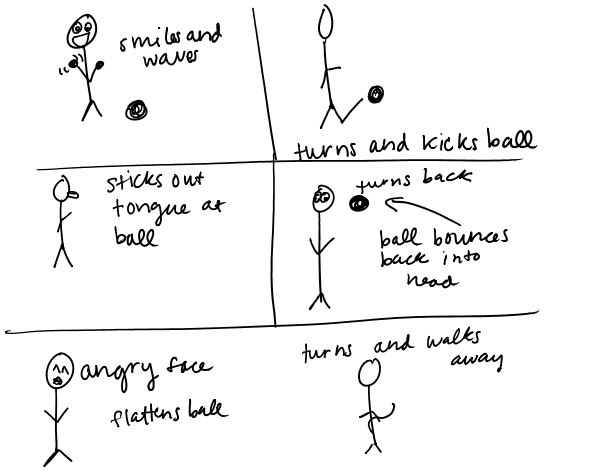 smiles and
waves
turns and kicks ball
sticks out
tongue at
ball
turns back
ball bounces
back into
head
angry face
flattens ball
turns and walks
away